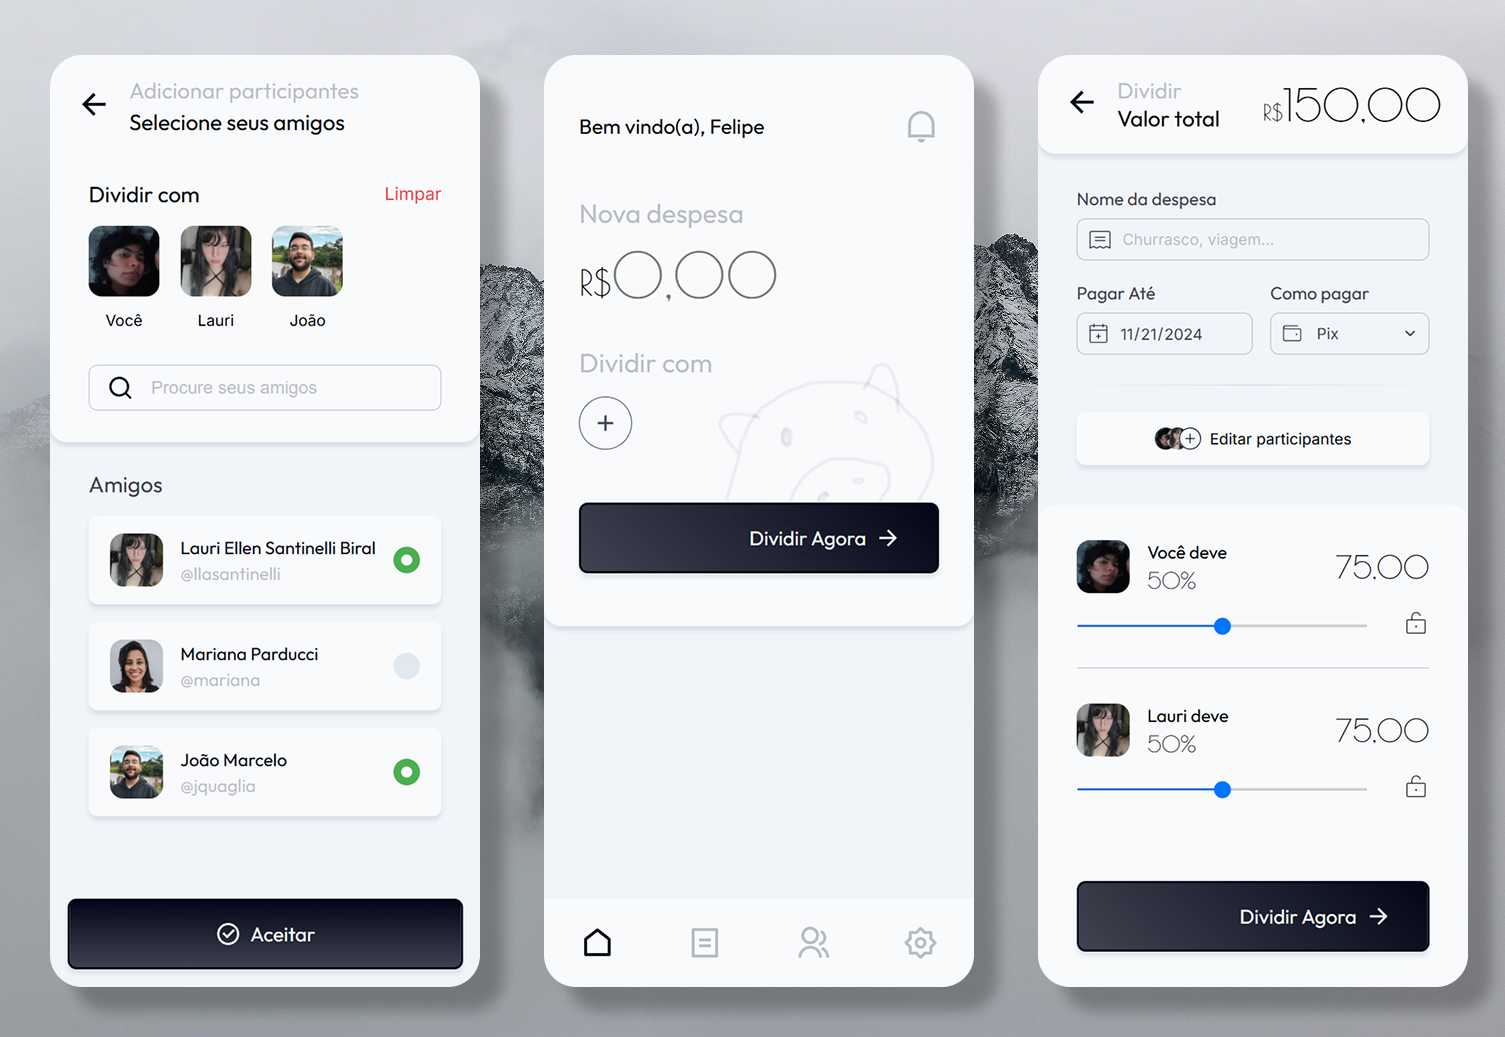 Adicionar participantes
Selecione seus amigos
Dividir com
Limpar
Você
Lauri
João
Procure seus amigos
Amigos
Lauri Ellen Santinelli Biral
@llasantinelli
Mariana Parducci
@mariana
João Marcelo
@jquaglia
Aceitar
Bem vindo(a), Felipe
Nova despesa
R$0,00
Dividir com
Dividir Agora
Dividir
Valor total
R$150,00
Nome da despesa
Churrasco, viagem...
Pagar Até
Como pagar
11/21/2024
Pix
Editar participantes
Você deve
50%
75,00
Lauri deve
50%
75,00
Dividir Agora